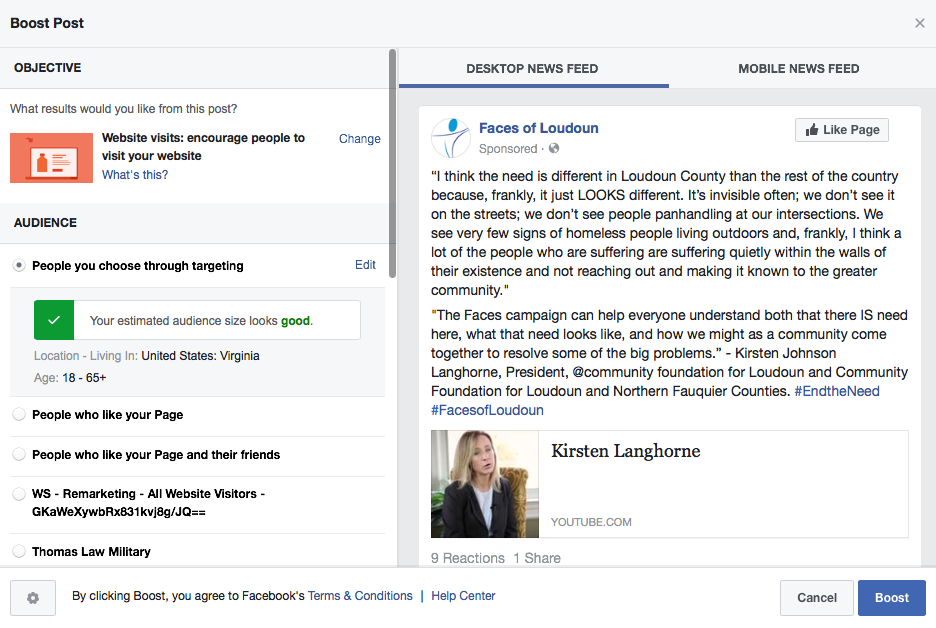 Boost Post
OBJECTIVE
What results would you like from this post?
Website visits: encourage people to
visit your website
What's this?
Change
AUDIENCE
People you choose through targeting
Edit
Your estimated audience size looks good.
Location - Living In: United States: Virginia
Age: 18 - 65+
People who like your Page
People who like your Page and their friends
WS - Remarketing - All Website Visitors -
GKaWeXywbRx831kvj8g/JQ==
Thomas Law Military
DESKTOP NEWS FEED
MOBILE NEWS FEED
Faces of Loudoun
Sponsored ·
Like Page
“I think the need is different in Loudoun County than the rest of the country
because, frankly, it just LOOKS different. It’s invisible often; we don’t see it
on the streets; we don’t see people panhandling at our intersections. We
see very few signs of homeless people living outdoors and, frankly, I think a
lot of the people who are suffering are suffering quietly within the walls of
their existence and not reaching out and making it known to the greater
community."
"The Faces campaign can help everyone understand both that there IS need
here, what that need looks like, and how we might as a community come
together to resolve some of the big problems.” - Kirsten Johnson
Langhorne, President, @community foundation for Loudoun and Community
Foundation for Loudoun and Northern Fauquier Counties. #EndtheNeed
#FacesofLoudoun
Kirsten Langhorne
YOUTUBE.COM
9 Reactions 1 Share
By clicking Boost, you agree to Facebook's Terms & Conditions | Help Center
Cancel
Boost